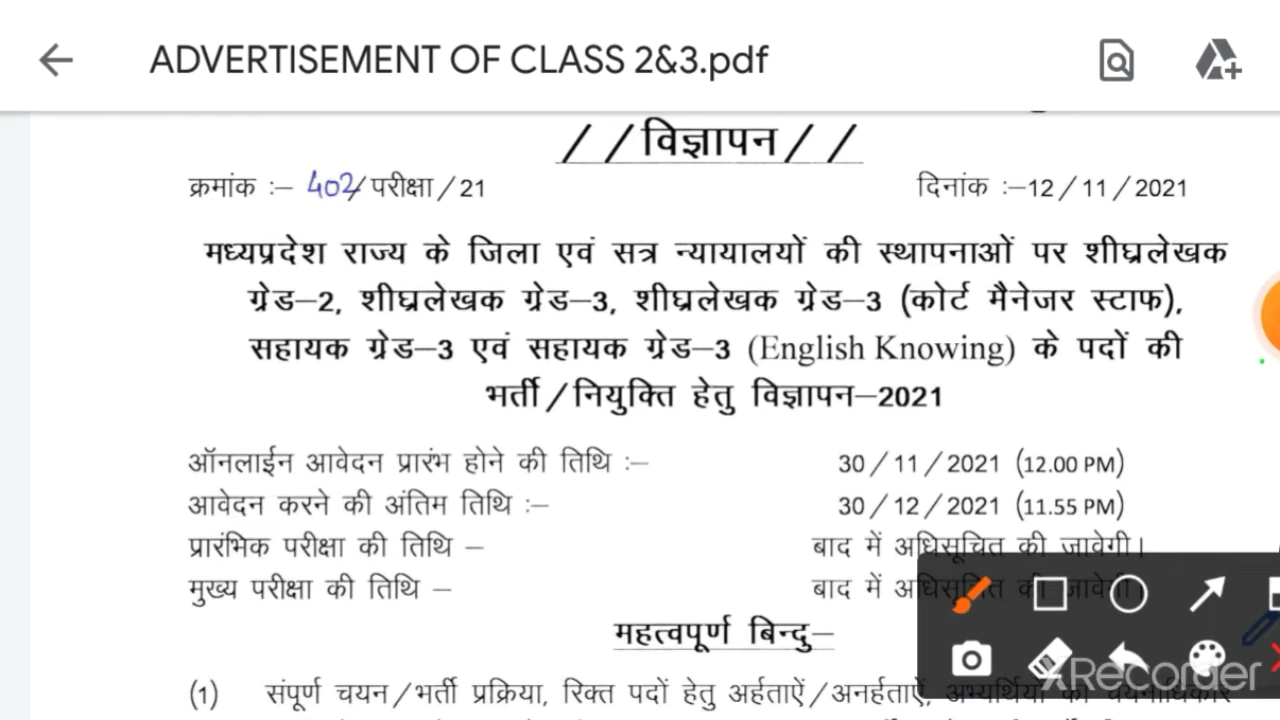 ADVERTISEMENT OF CLASS 2&3.pdf
//विज्ञापन//
क्रमांक :– 402/परीक्षा/21 दिनांक :–12/11/2021
मध्यप्रदेश राज्य के जिला एवं सत्र न्यायालयों की स्थापनाओं पर शीघ्रलेखक
ग्रेड–2, शीघ्रलेखक ग्रेड–3, शीघ्रलेखक ग्रेड–3 (कोर्ट मैनेजर स्टाफ),
सहायक ग्रेड–3 एवं सहायक ग्रेड–3 (English Knowing) के पदों की
भर्ती/नियुक्ति हेतु विज्ञापन–2021
ऑनलाईन आवेदन प्रारंभ होने की तिथि :– 30/11/2021 (12.00 PM)
आवेदन करने की अंतिम तिथि :– 30/12/2021 (11.55 PM)
प्रारंभिक परीक्षा की तिथि – बाद में अधिसूचित की जावेगी।
मुख्य परीक्षा की तिथि – बाद में अधिसूचित की जावेगी।
महत्वपूर्ण बिन्दु–
(1) संपूर्ण चयन/भर्ती प्रक्रिया, रिक्त पदों हेतु अर्हताऐं/अनर्हताऐं, अभ्यर्थियों का चयनाधिकार
XRecorder